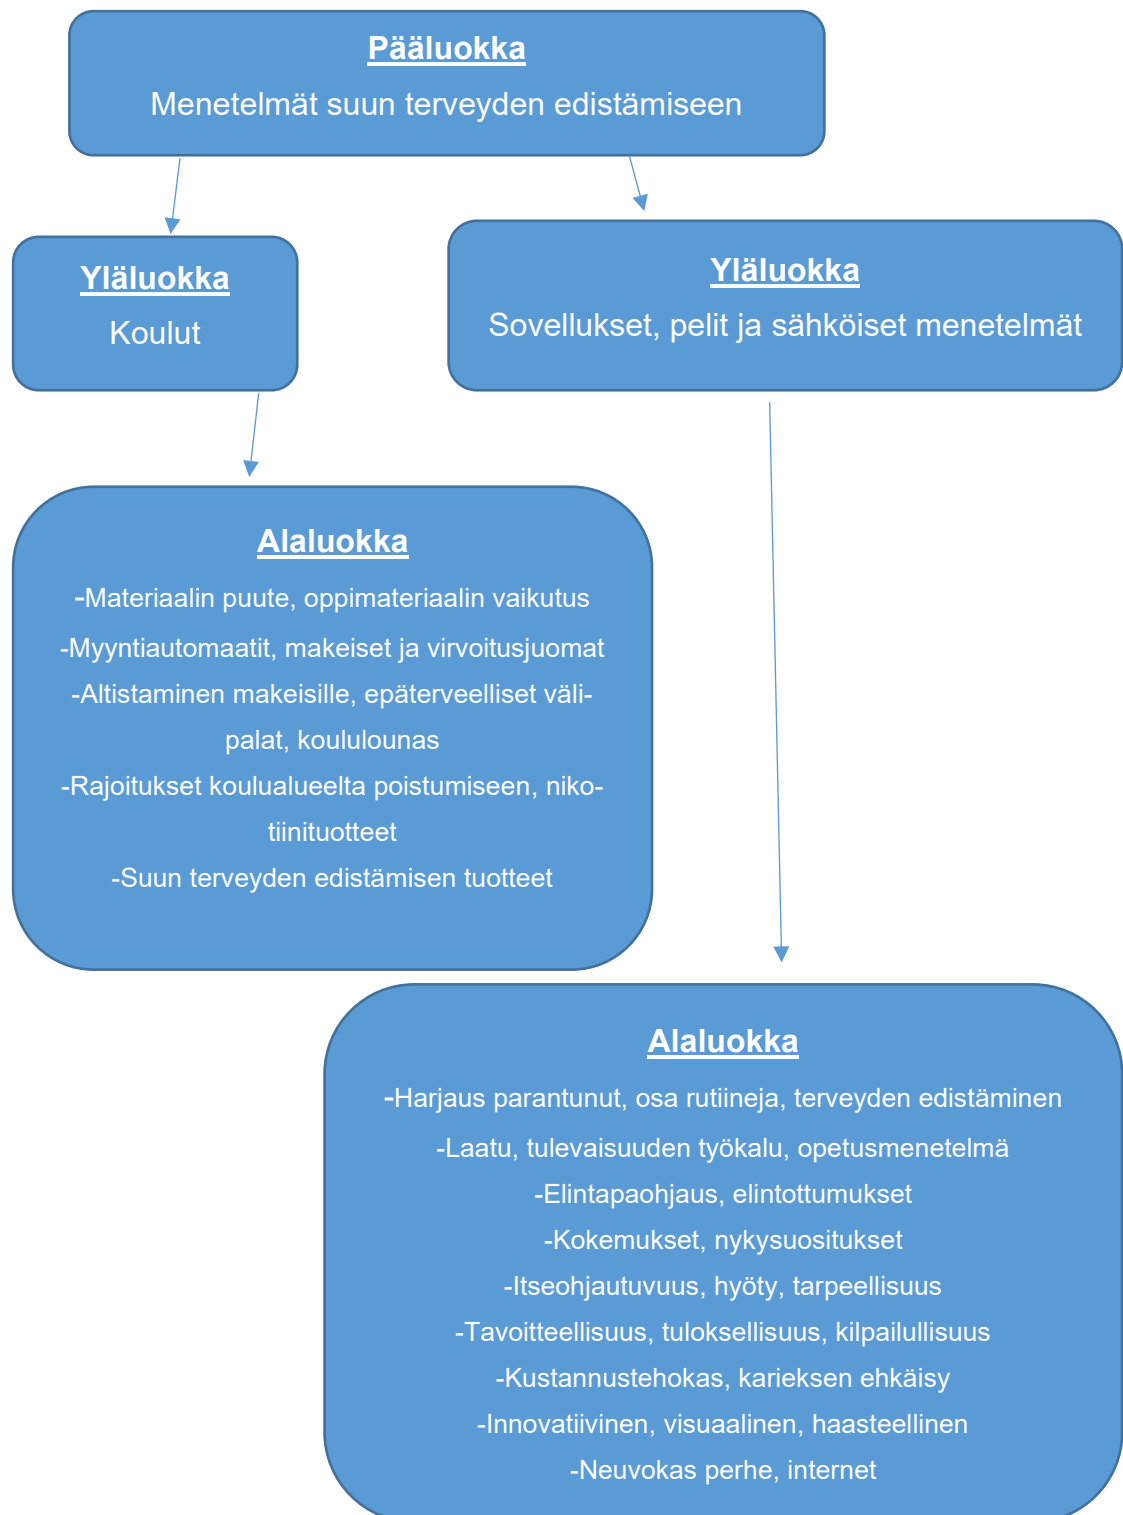 Pääluokka
Menetelmät suun terveyden edistämiseen
Yläluokka
Koulut
Yläluokka
Sovellukset, pelit ja sähköiset menetelmät
Alaluokka
-Materiaalin puute, oppimateriaalin vaikutus
-Myyntiautomaatit, makeiset ja virvoitusjuomat
-Altistaminen makeisille, epäterveelliset väli-
palat, koululounas
-Rajoitukset koulualueelta poistumiseen, niko-
tiinituotteet
-Suun terveyden edistämisen tuotteet
Alaluokka
-Harjaus parantunut, osa rutiineja, terveyden edistäminen
-Laatu, tulevaisuuden työkalu, opetusmenetelmä
-Elintapaohjaus, elintottumukset
-Kokemukset, nykysuositukset
-Itseohjautuvuus, hyöty, tarpeellisuus
-Tavoitteellisuus, tuloksellisuus, kilpailullisuus
-Kustannustehokas, karieksen ehkäisy
-Innovatiivinen, visuaalinen, haasteellinen
-Neuvokas perhe, internet